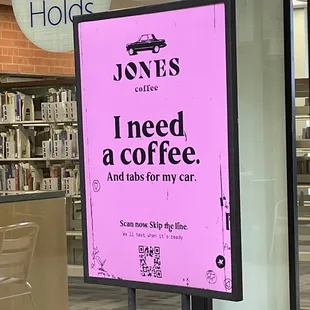 Holds
JONES
coffee
I need
a coffee.
And tabs for my car.
Scan now. Skip the line.
We'll text when it's ready